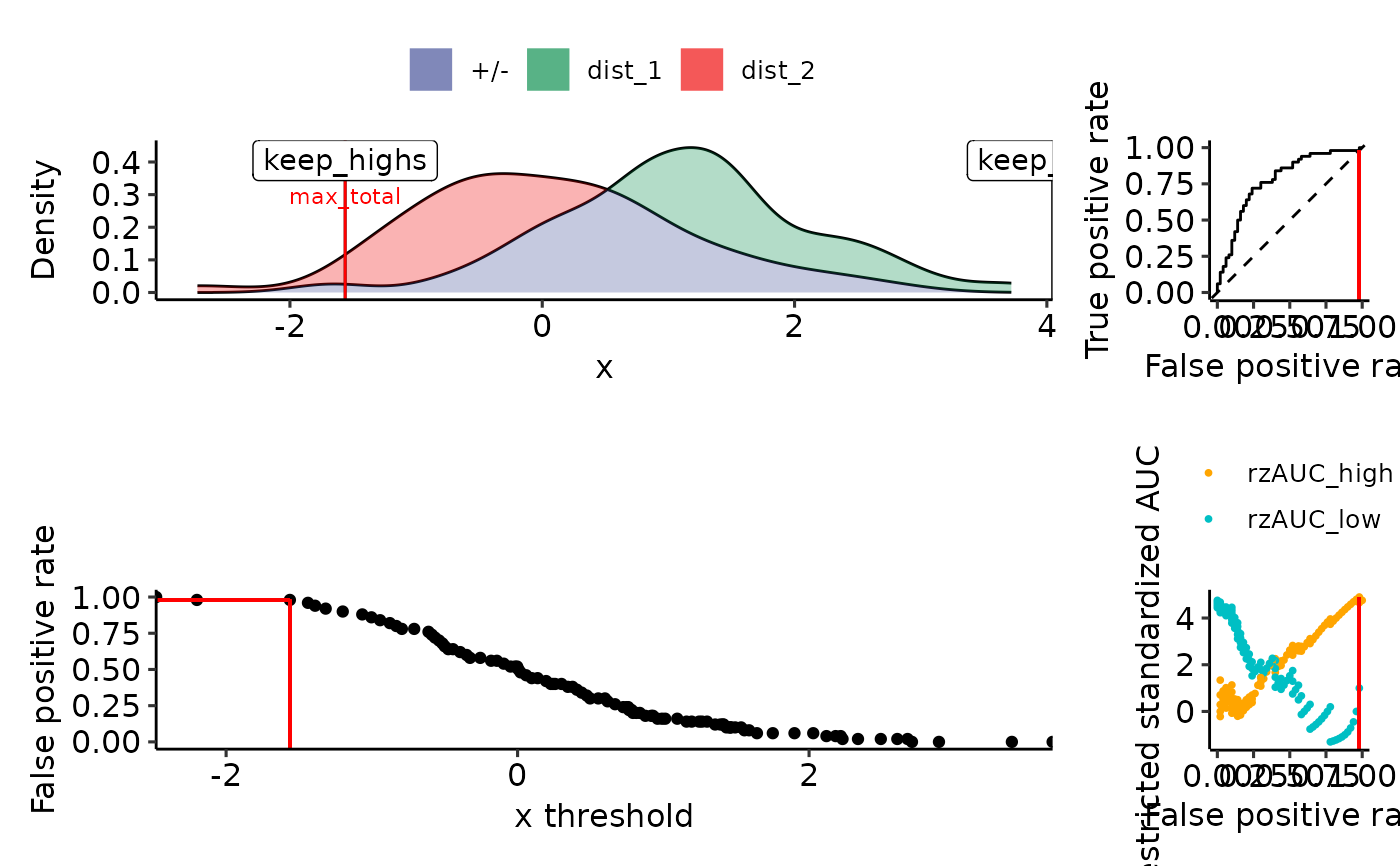 +/- dist_1 dist_2
keep_highs
keep_
max_total
Density
0.4
0.3
0.2
0.1
0.0
-2 0 2 4
x
True positive rate
1.00
0.75
0.50
0.25
0.00
False positive ra
False positive rate
1.00
0.75
0.50
0.25
0.00
-2 0 2
x threshold
rzAUC_high
rzAUC_low
stricted standardized AUC
4
2
0
False positive ra